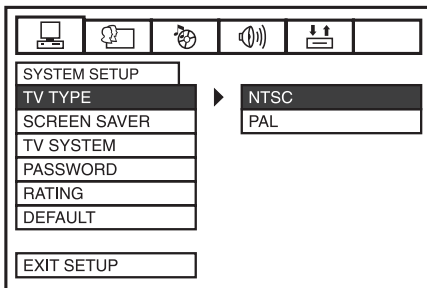 SYSTEM SETUP
TV TYPE
NTSC
SCREEN SAVER
PAL
TV SYSTEM
PASSWORD
RATING
DEFAULT
EXIT SETUP